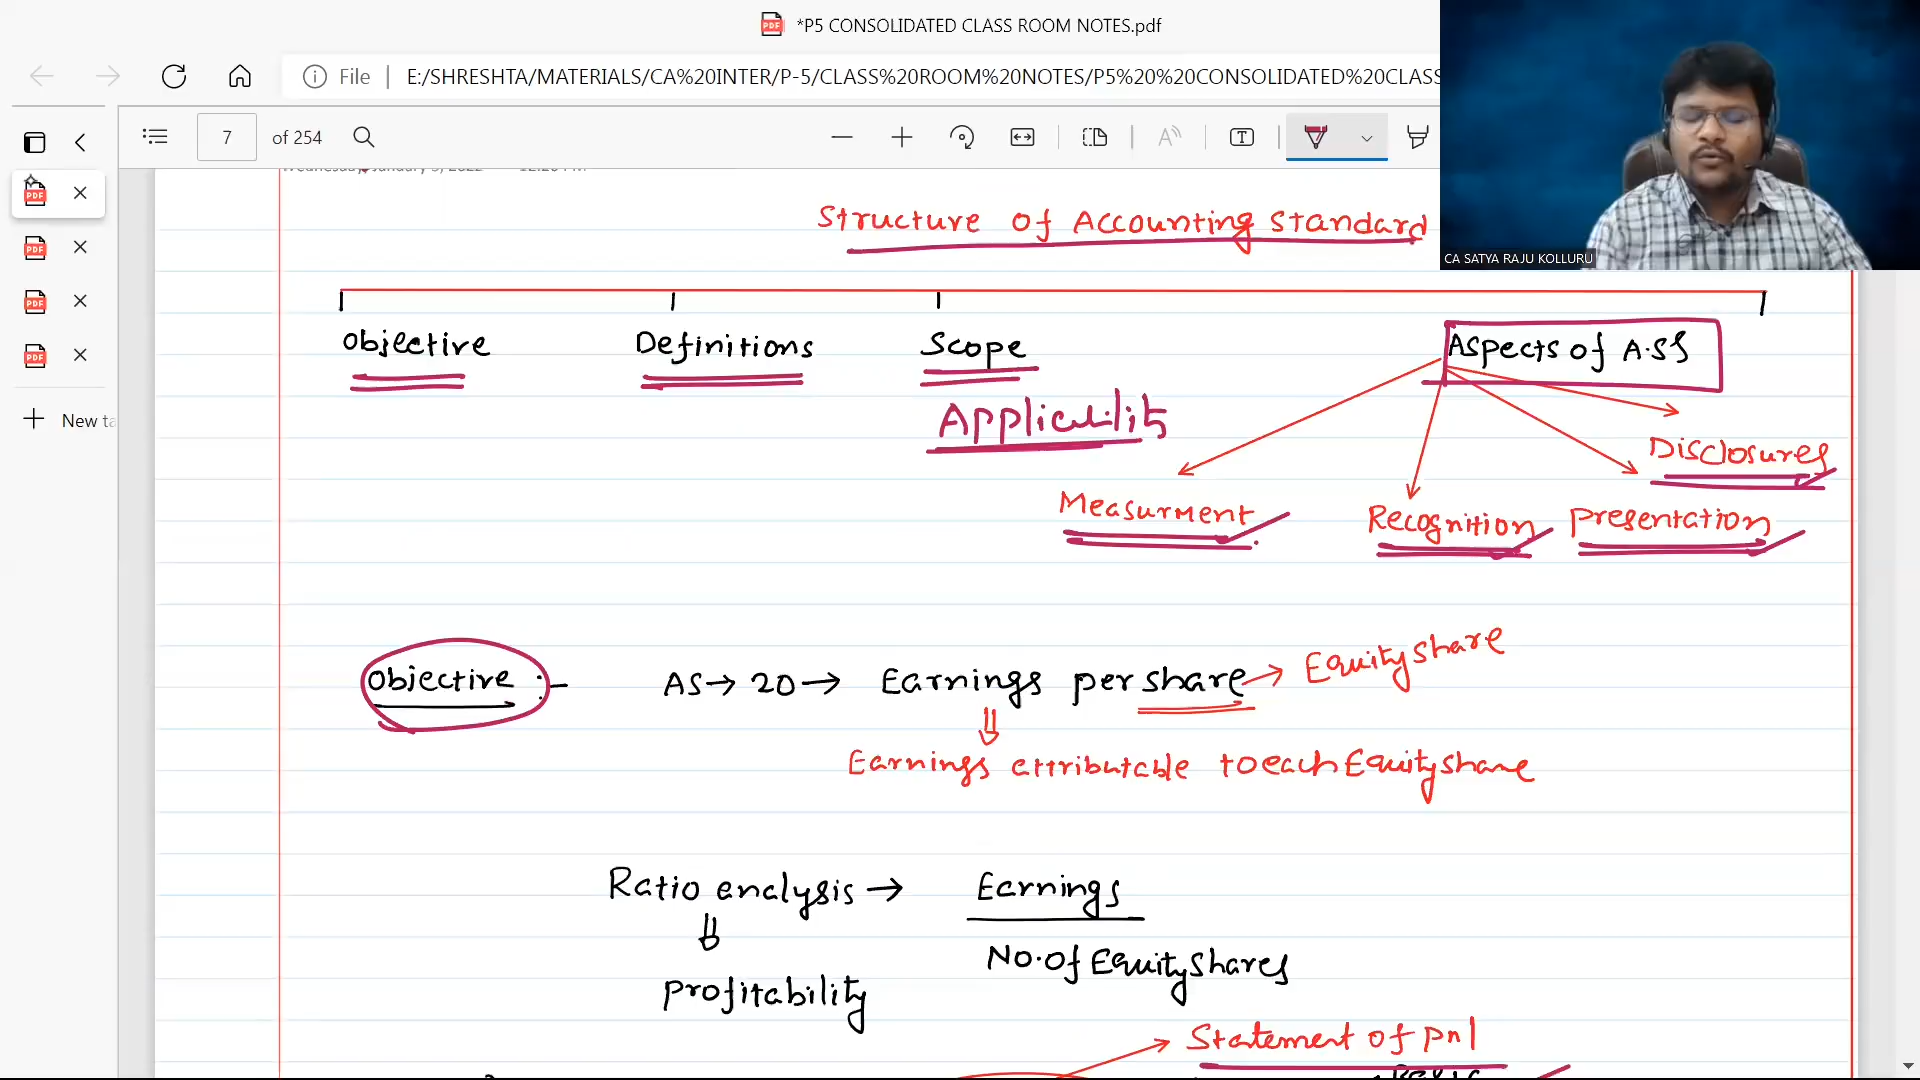 *P5 CONSOLIDATED CLASS ROOM NOTES.pdf
File
E:/SHRESHTA/MATERIALS/CA%20INTER/P-5/CLASS%20ROOM%20NOTES/P5%20%20CONSOLIDATED%20CLASS
7 of 254
CA SATYA RAJU KOLLURU
New ta
Structure of Accounting Standard
Objective Definitions Scope Aspects of A.SS
Applicability
Disclosures
Measurment Recognition Presentation
Objective :- AS→ 20→ Earnings per share → Equity share
Earnings attributable to each Equity share
Ratio analysis → Earnings
No. of Equity Shares
Profitability
Statement of Pnl